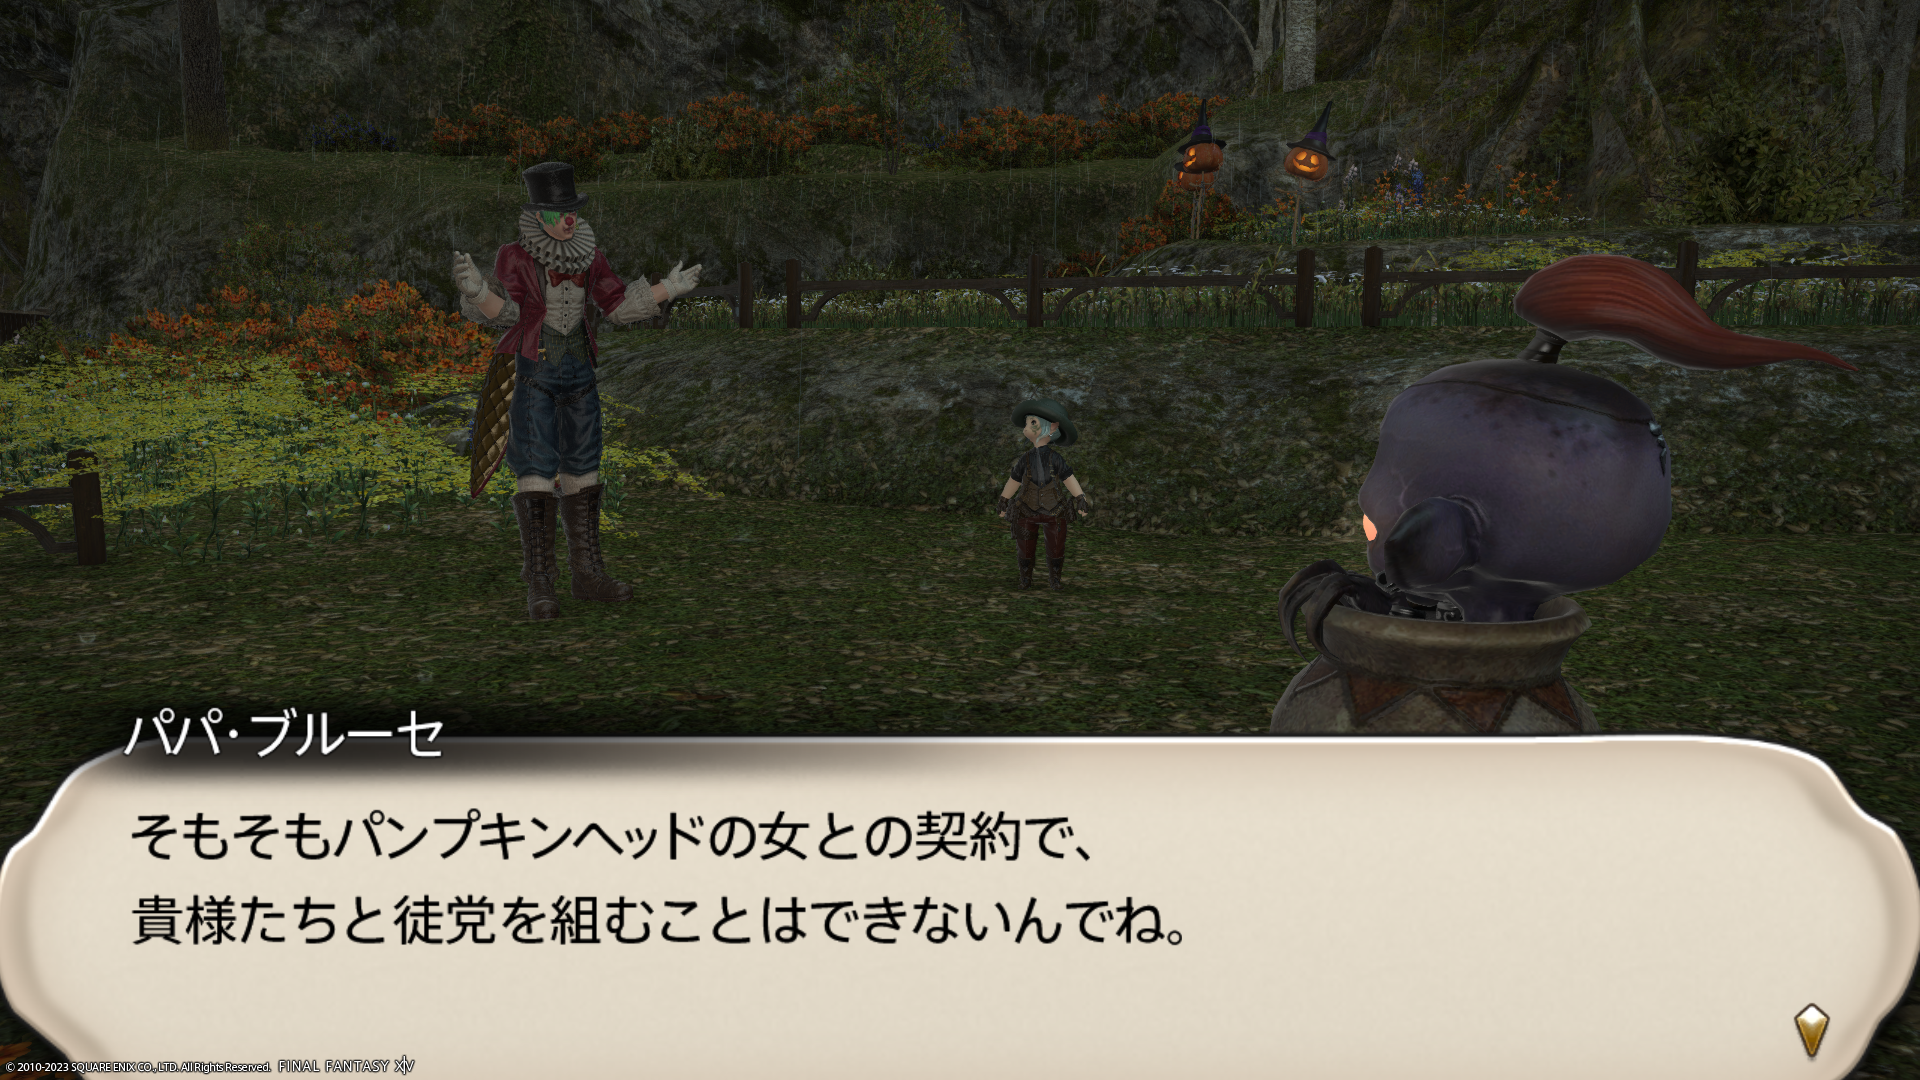 パパ・ブルーセ
そもそもパンプキンヘッドの女との契約で、
貴様たちと徒党を組むことはできないんでね。
© 2010-2023 SQUARE ENIX CO., LTD. All Rights Reserved. FINAL FANTASY XIV